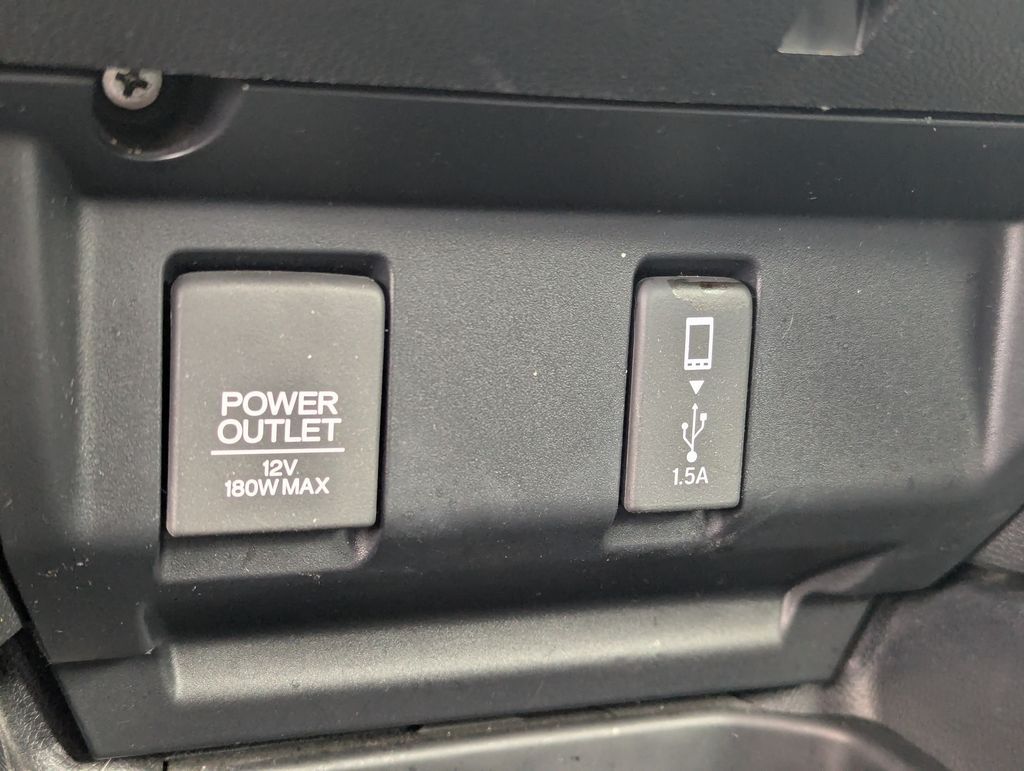 POWER
OUTLET
12V
180W MAX
1.5A